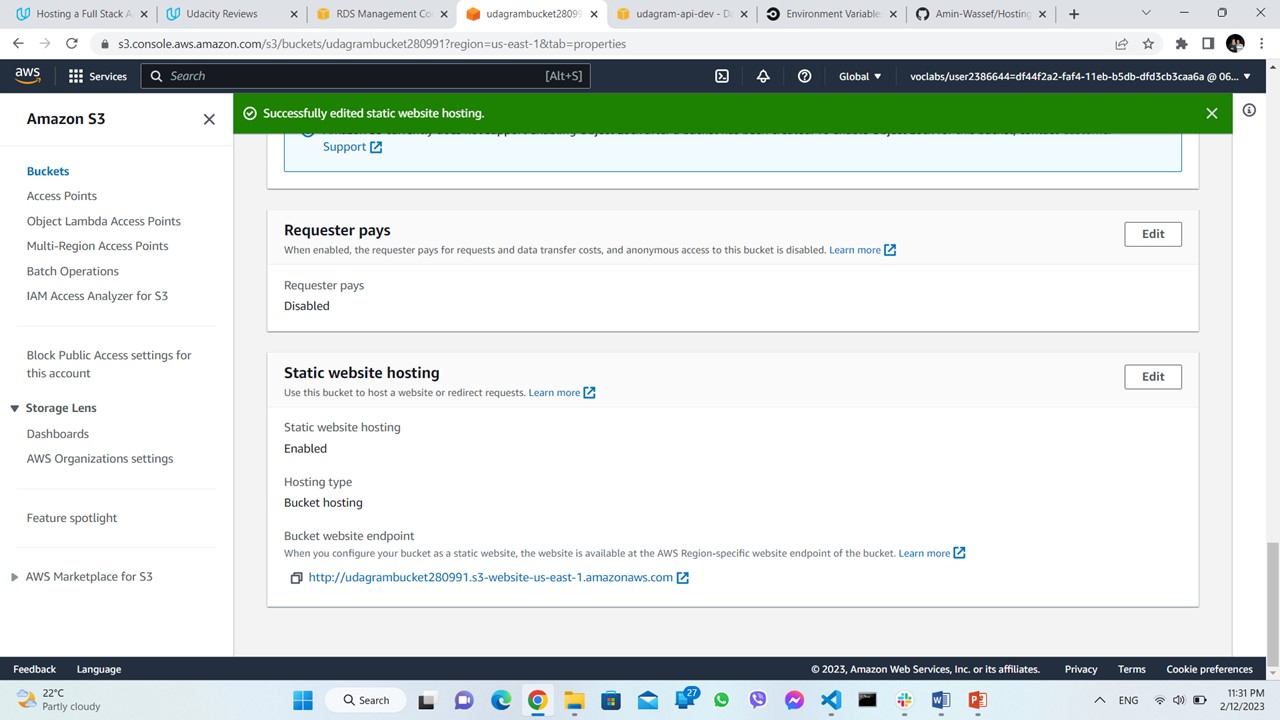 Hosting a Full Stack A
Udacity Reviews
RDS Management Co
udagrambucket28099
udagram-api-dev - Da
Environment Variable
Amin-Wassef/Hosting
s3.console.aws.amazon.com/s3/buckets/udagrambucket280991?region=us-east-1&tab=properties
aws
Services
Search
[Alt+S]
Global
voclabs/user2386644=df44f2a2-faf4-11eb-b5db-dfd3cb3caa6a @ 06...
Amazon S3
Successfully edited static website hosting.
Support
Buckets
Access Points
Object Lambda Access Points
Multi-Region Access Points
Batch Operations
IAM Access Analyzer for S3
Block Public Access settings for
this account
Storage Lens
Dashboards
AWS Organizations settings
Feature spotlight
AWS Marketplace for S3
Requester pays
Edit
When enabled, the requester pays for requests and data transfer costs, and anonymous access to this bucket is disabled. Learn more
Requester pays
Disabled
Static website hosting
Edit
Use this bucket to host a website or redirect requests. Learn more
Static website hosting
Enabled
Hosting type
Bucket hosting
Bucket website endpoint
When you configure your bucket as a static website, the website is available at the AWS Region-specific website endpoint of the bucket. Learn more
http://udagrambucket280991.s3-website-us-east-1.amazonaws.com
Feedback
Language
© 2023, Amazon Web Services, Inc. or its affiliates.
Privacy
Terms
Cookie preferences
22°C
Partly cloudy
Search
27
ENG
11:31 PM
2/12/2023